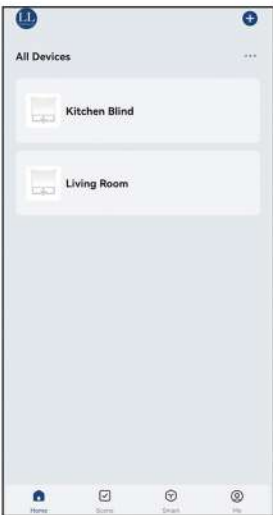 LL
All Devices
Kitchen Blind
Living Room
Home Scene Smart Me